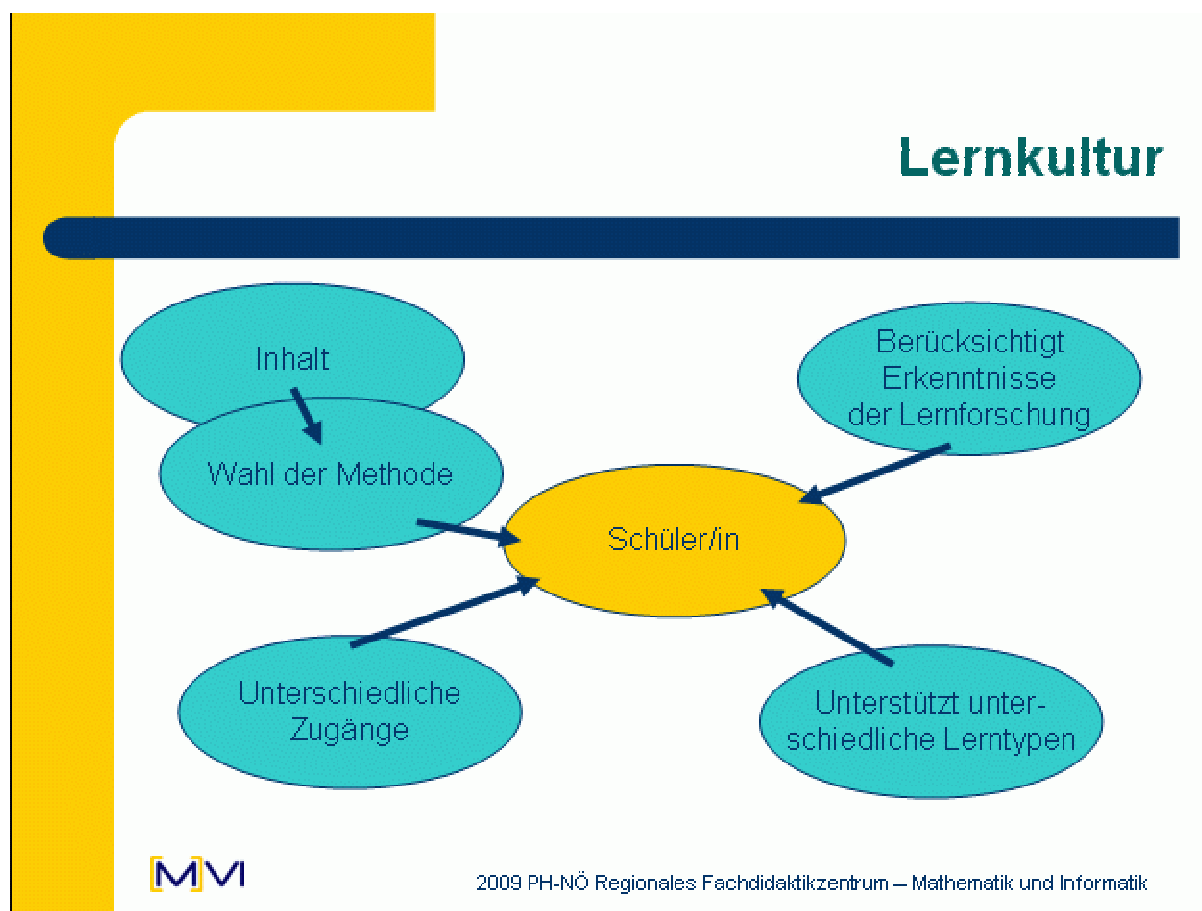 Lernkultur
Inhalt
Wahl der Methode
Berücksichtigt
Erkenntnisse
der Lernforschung
Schüler/in
Unterschiedliche
Zugänge
Unterstützt unter-
schiedliche Lerntypen
[M]VI
2009 PH-NÖ Regionales Fachdidaktikzentrum — Mathematik und Informatik